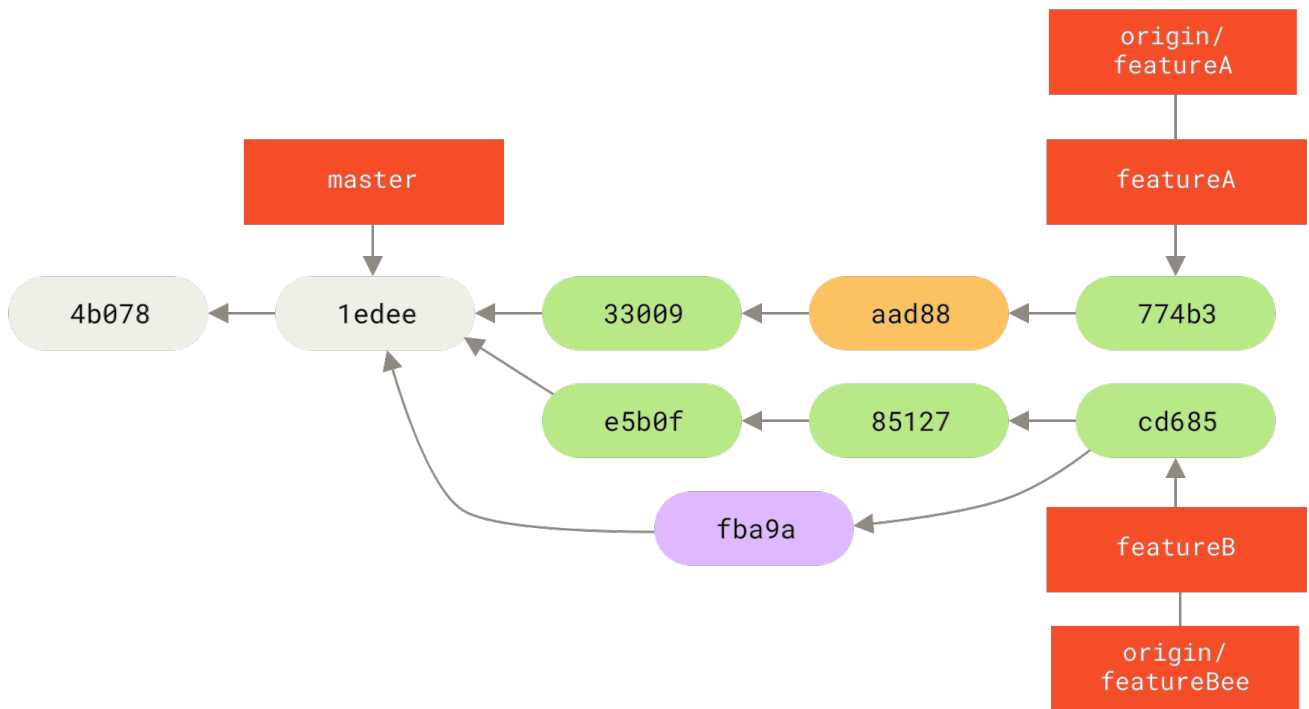 origin/
featureA
master
featureA
4b078
1edee
33009
aad88
774b3
e5b0f
85127
cd685
fba9a
featureB
origin/
featureBee